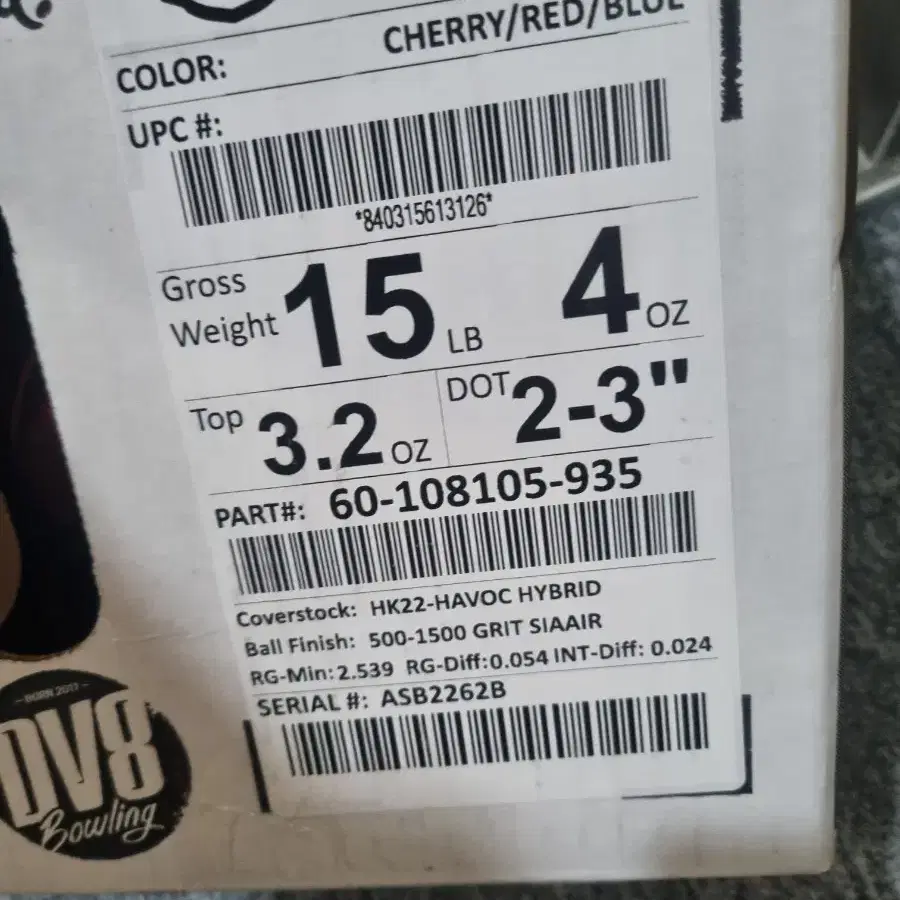 COLOR: CHERRY/RED/BLUE
UPC #:
*840315613126*
Gross Weight 15 LB 4 OZ
Top 3.2 OZ DOT 2-3"
PART#: 60-108105-935
Coverstock: HK22-HAVOC HYBRID
Ball Finish: 500-1500 GRIT SIAAIR
RG-Min:2.539 RG-Diff:0.054 INT-Diff: 0.024
SERIAL #: ASB2262B
BORN 2017
DV8
Bowling